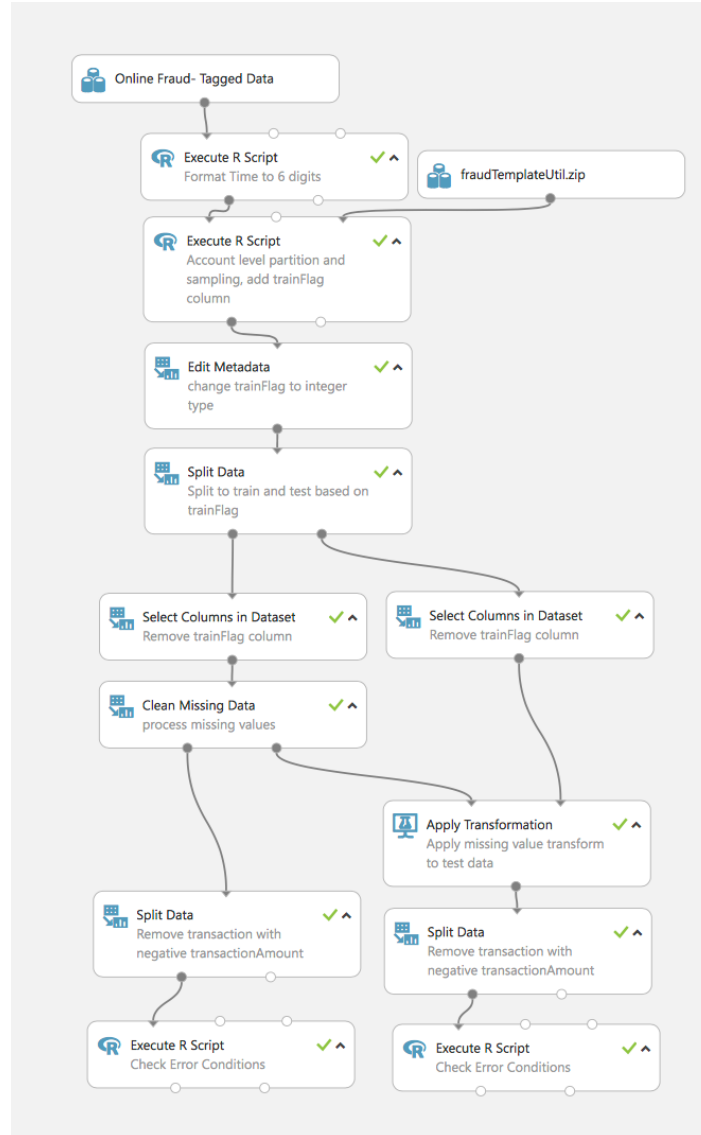 Online Fraud- Tagged Data
Execute R Script
Format Time to 6 digits
fraudTemplateUtil.zip
Execute R Script
Account level partition and
sampling, add trainFlag
column
Edit Metadata
change trainFlag to integer
type
Split Data
Split to train and test based on
trainFlag
Select Columns in Dataset
Remove trainFlag column
Select Columns in Dataset
Remove trainFlag column
Clean Missing Data
process missing values
Apply Transformation
Apply missing value transform
to test data
Split Data
Remove transaction with
negative transactionAmount
Split Data
Remove transaction with
negative transactionAmount
Execute R Script
Check Error Conditions
Execute R Script
Check Error Conditions